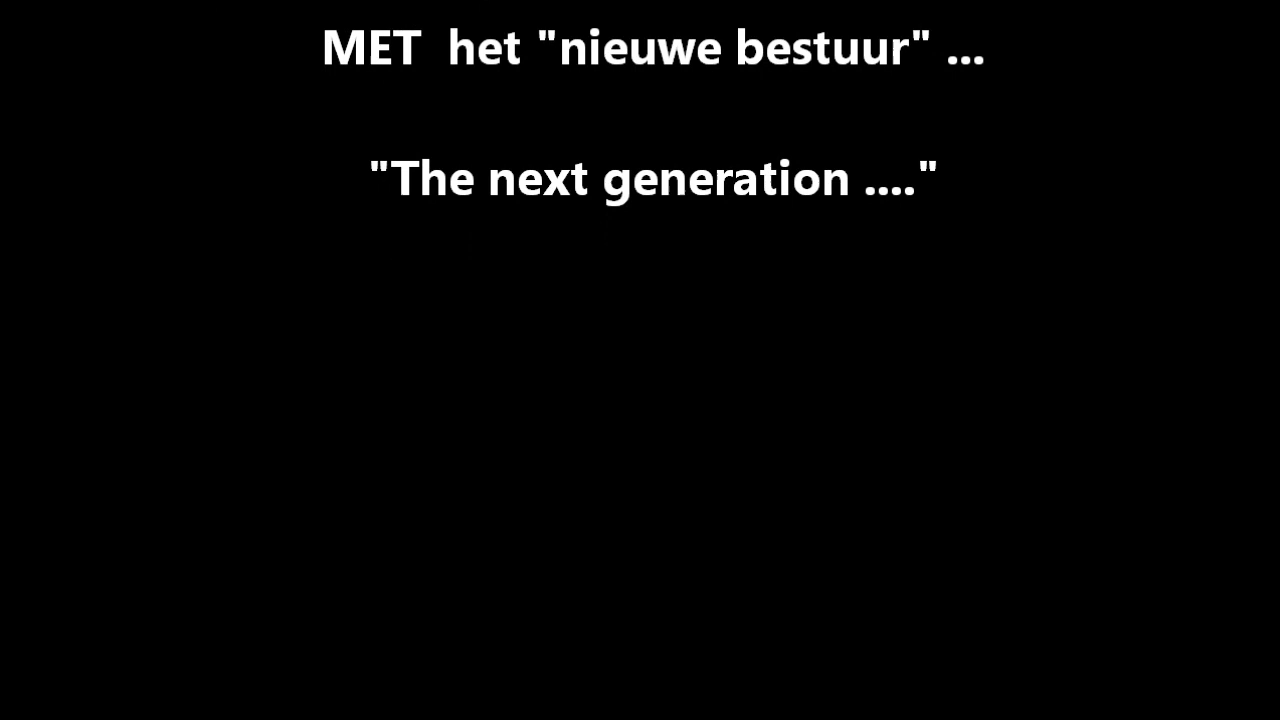 MET  het "nieuwe bestuur" ...
"The next generation ...."